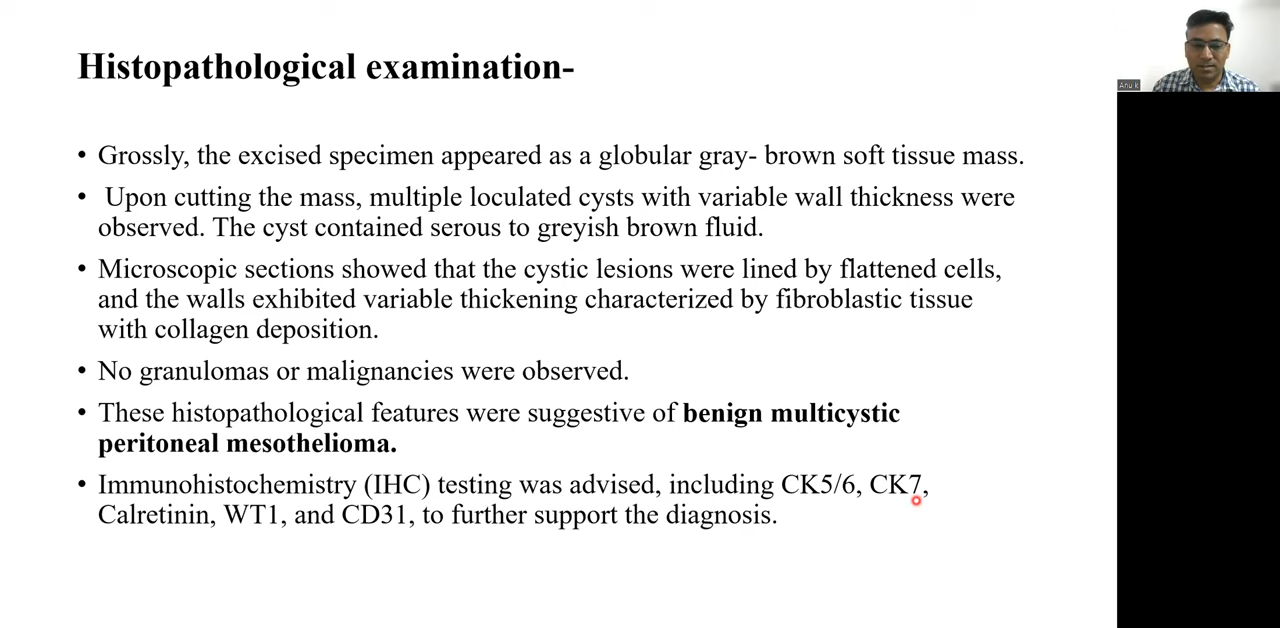 Histopathological examination-
• Grossly, the excised specimen appeared as a globular gray- brown soft tissue mass.
• Upon cutting the mass, multiple loculated cysts with variable wall thickness were
observed. The cyst contained serous to greyish brown fluid.
• Microscopic sections showed that the cystic lesions were lined by flattened cells,
and the walls exhibited variable thickening characterized by fibroblastic tissue
with collagen deposition.
• No granulomas or malignancies were observed.
• These histopathological features were suggestive of benign multicystic
peritoneal mesothelioma.
• Immunohistochemistry (IHC) testing was advised, including CK5/6, CK7,
Calretinin, WT1, and CD31, to further support the diagnosis.
Anu k